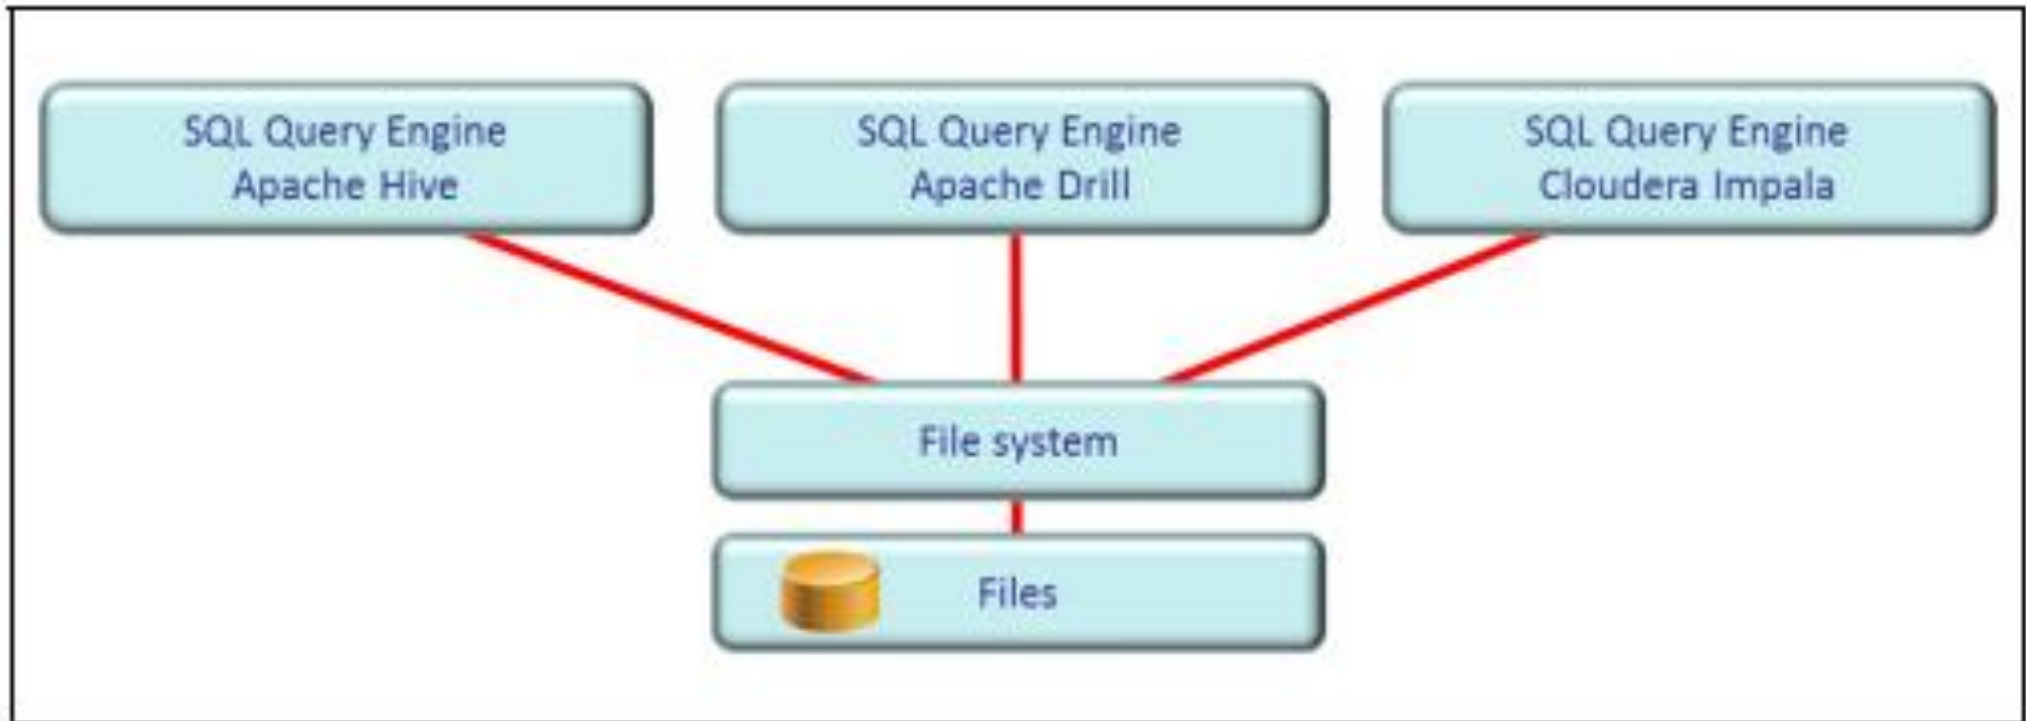 SQL Query Engine
Apache Hive
SQL Query Engine
Apache Drill
SQL Query Engine
Cloudera Impala
File system
Files